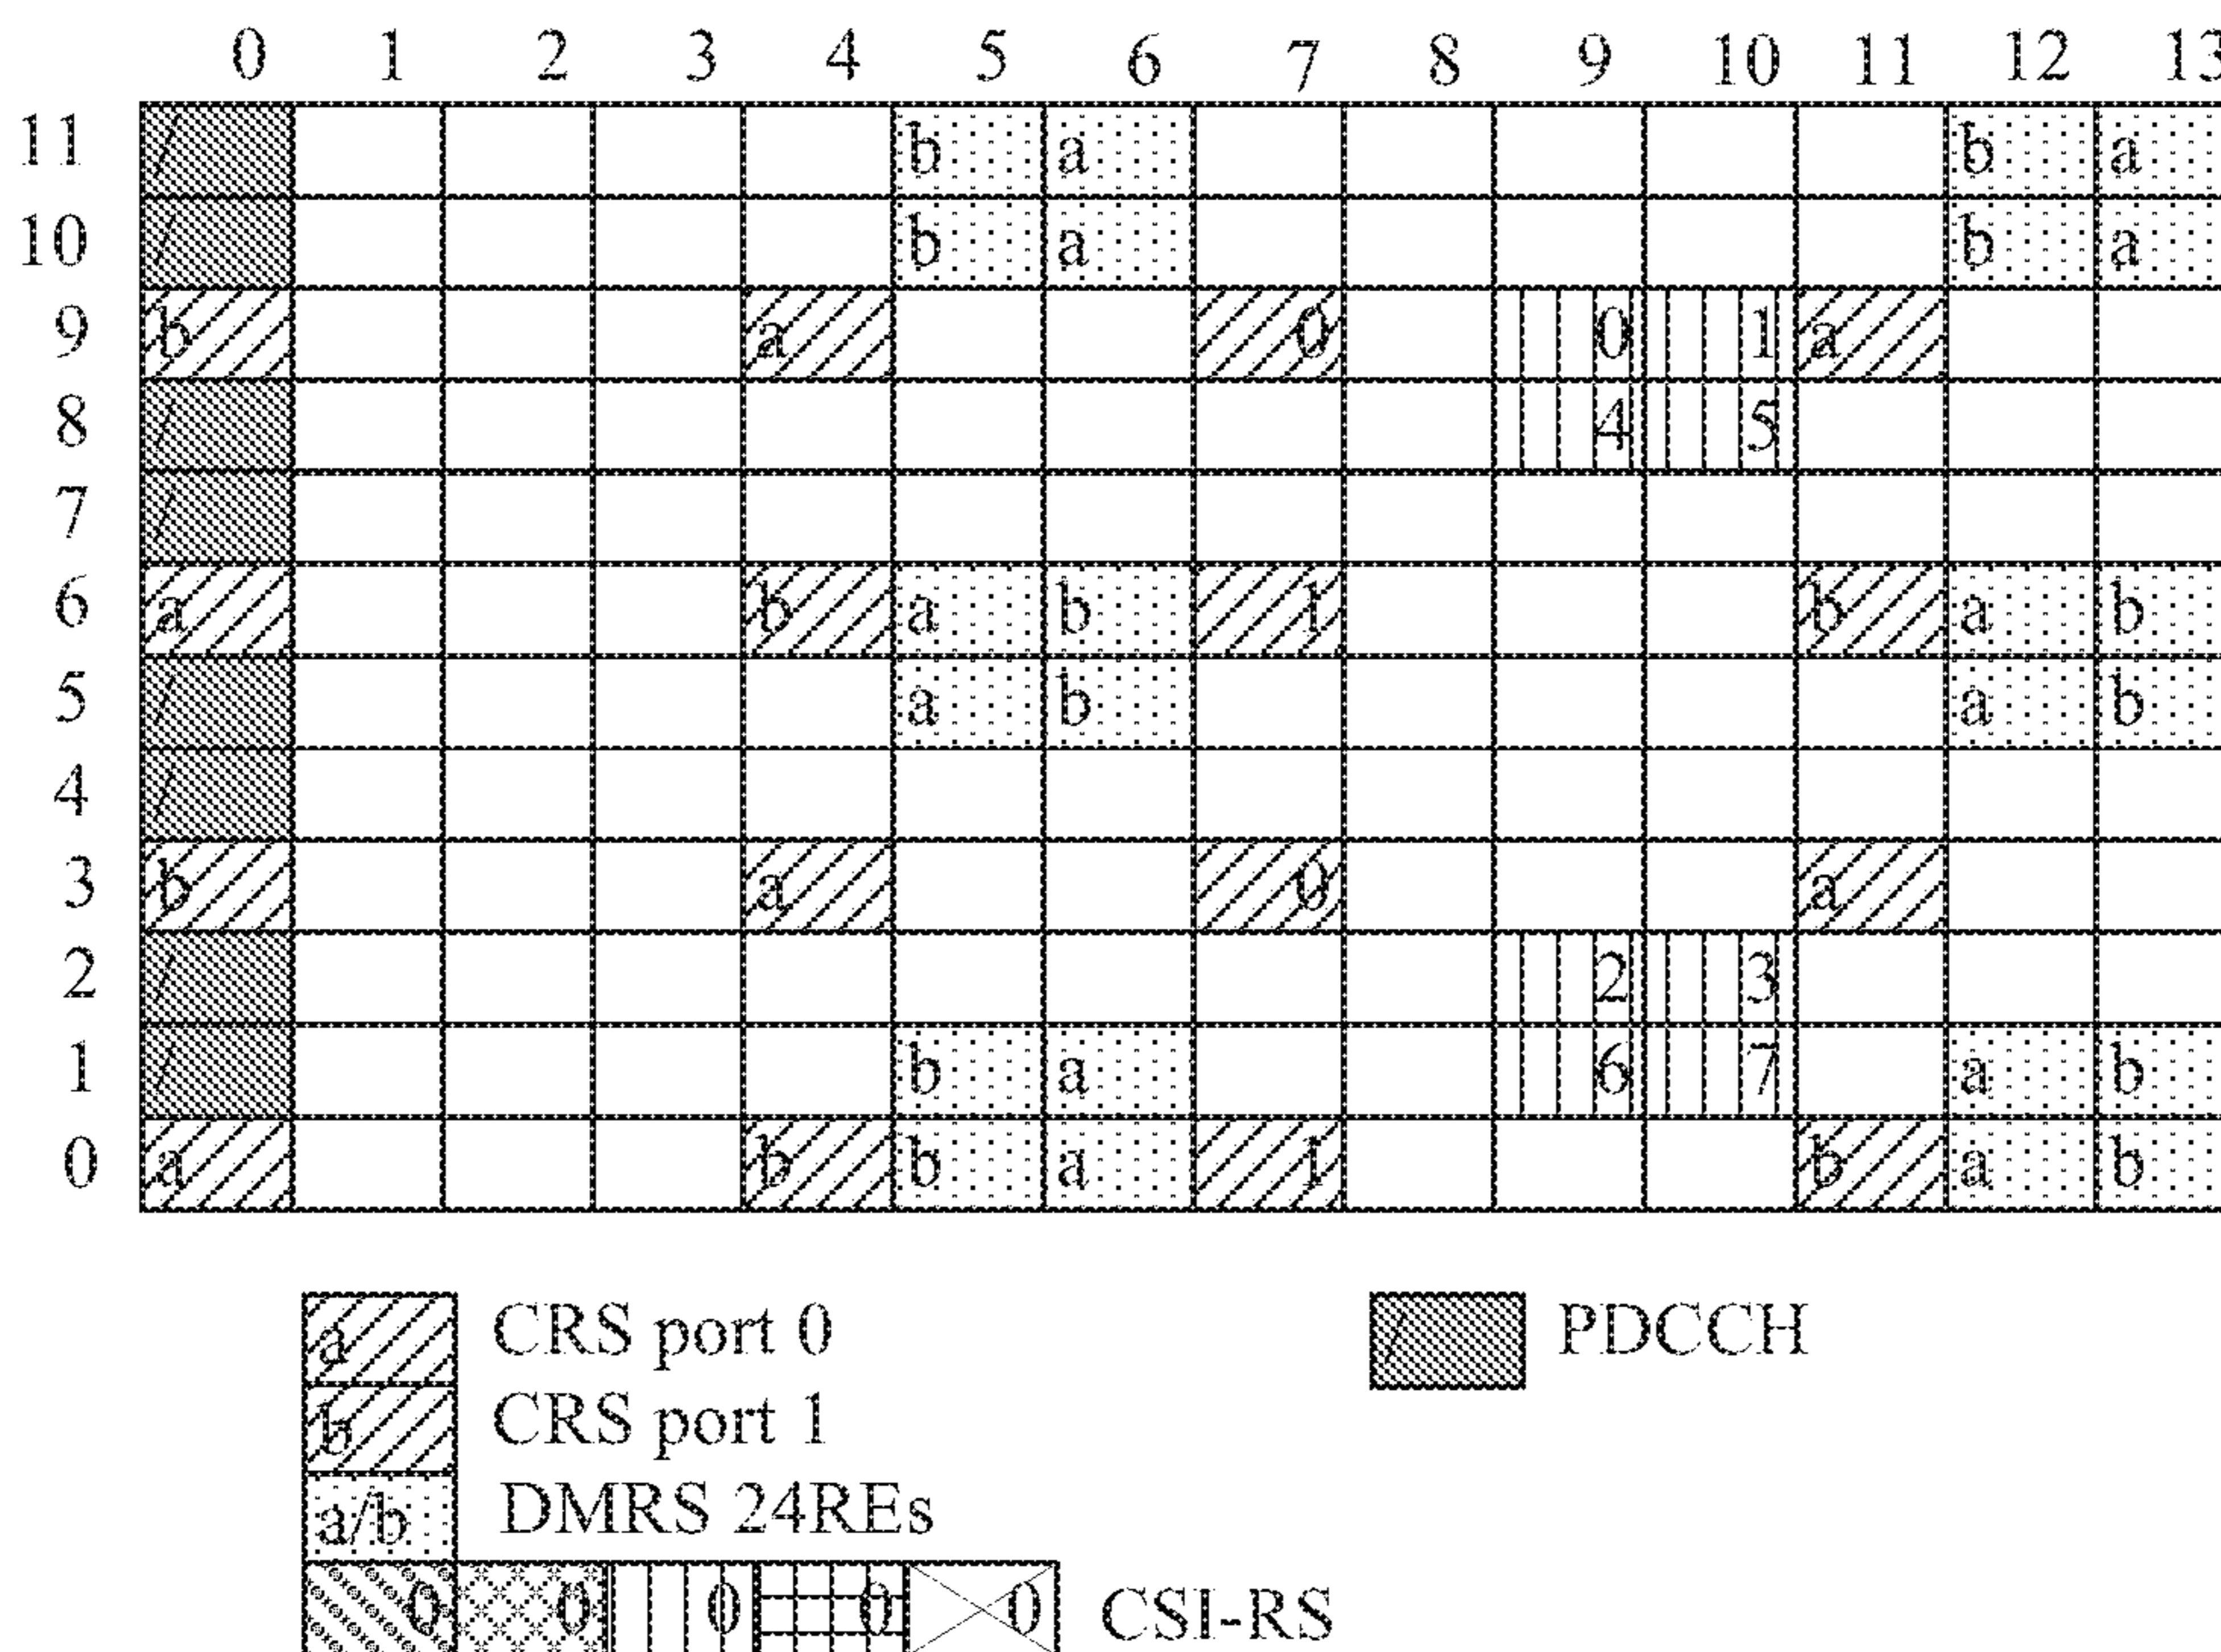 0 1 2 3 4 5 6 7 8 9 10 11 12 13
11 b a b a
10 b a b a
9 b a 0 0 1 a
8 4 5
7
6 a b a b 1 b a b
5 a b a b
4
3 b a 0 a
2 2 3
1 b a 6 7 a b
0 a b b a 1 b a b
a CRS port 0 PDCCH
b CRS port 1
a/b DMRS 24REs
0 0 0 0 0 CSI-RS